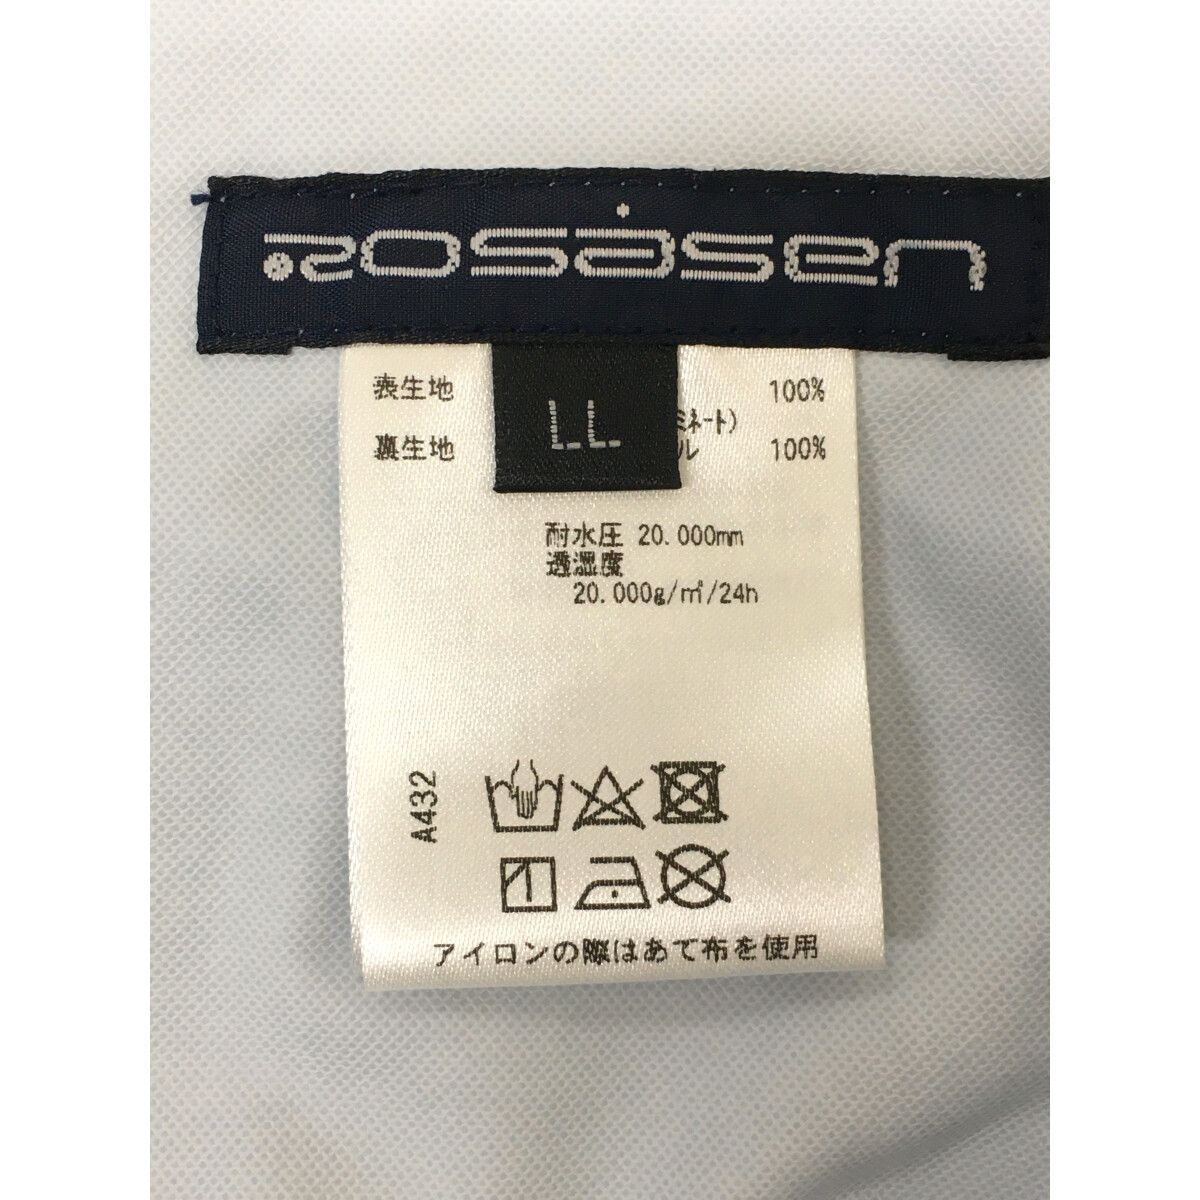 rosasen
LL
表生地 100%
ミネート)
裏生地 ル 100%
耐水圧 20.000mm
透湿度
20.000g/㎡/24h
A432
アイロンの際はあて布を使用